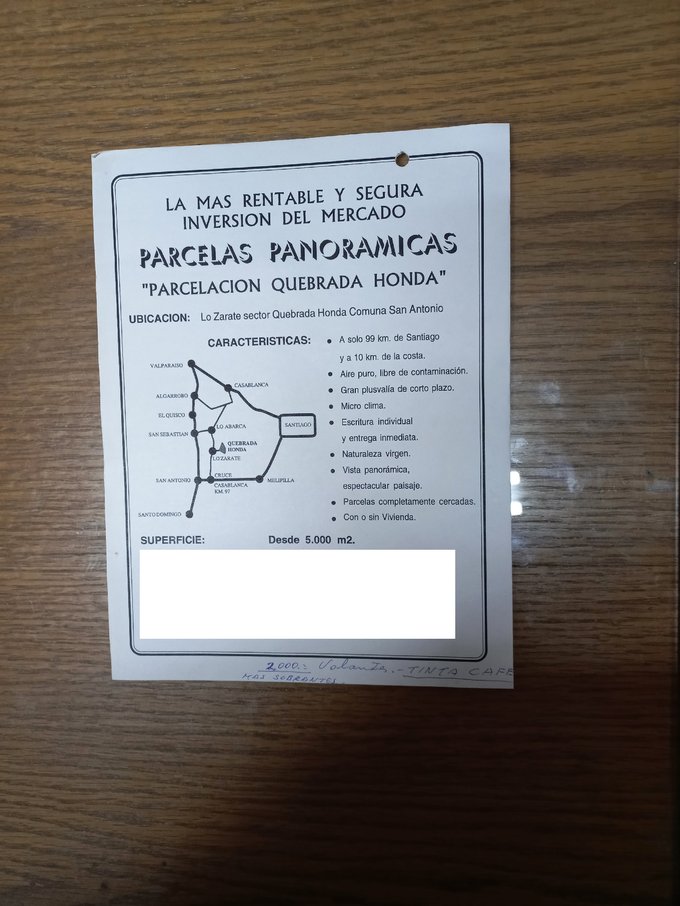 LA MAS RENTABLE Y SEGURA
INVERSION DEL MERCADO
PARCELAS PANORAMICAS
"PARCELACION QUEBRADA HONDA"
UBICACION: Lo Zarate sector Quebrada Honda Comuna San Antonio
CARACTERISTICAS:
VALPARAISO
CASABLANCA
ALGARROBO
EL QUISCO
LO ABARCA
SANTIAGO
SAN SEBASTIAN
QUEBRADA
HONDA
LO ZARATE
SAN ANTONIO
CRUCE
CASABLANCA
KM. 97
MELIPILLA
SANTO DOMINGO
• A solo 99 km. de Santiago
y a 10 km. de la costa.
• Aire puro, libre de contaminación.
• Gran plusvalía de corto plazo.
• Micro clima.
• Escritura individual
y entrega inmediata.
• Naturaleza virgen.
• Vista panorámica,
espectacular paisaje.
• Parcelas completamente cercadas.
• Con o sin Vivienda.
SUPERFICIE: Desde 5.000 m2.
2,000.= Volantes.- TINTA CAFE
MAS SOBRANTES.